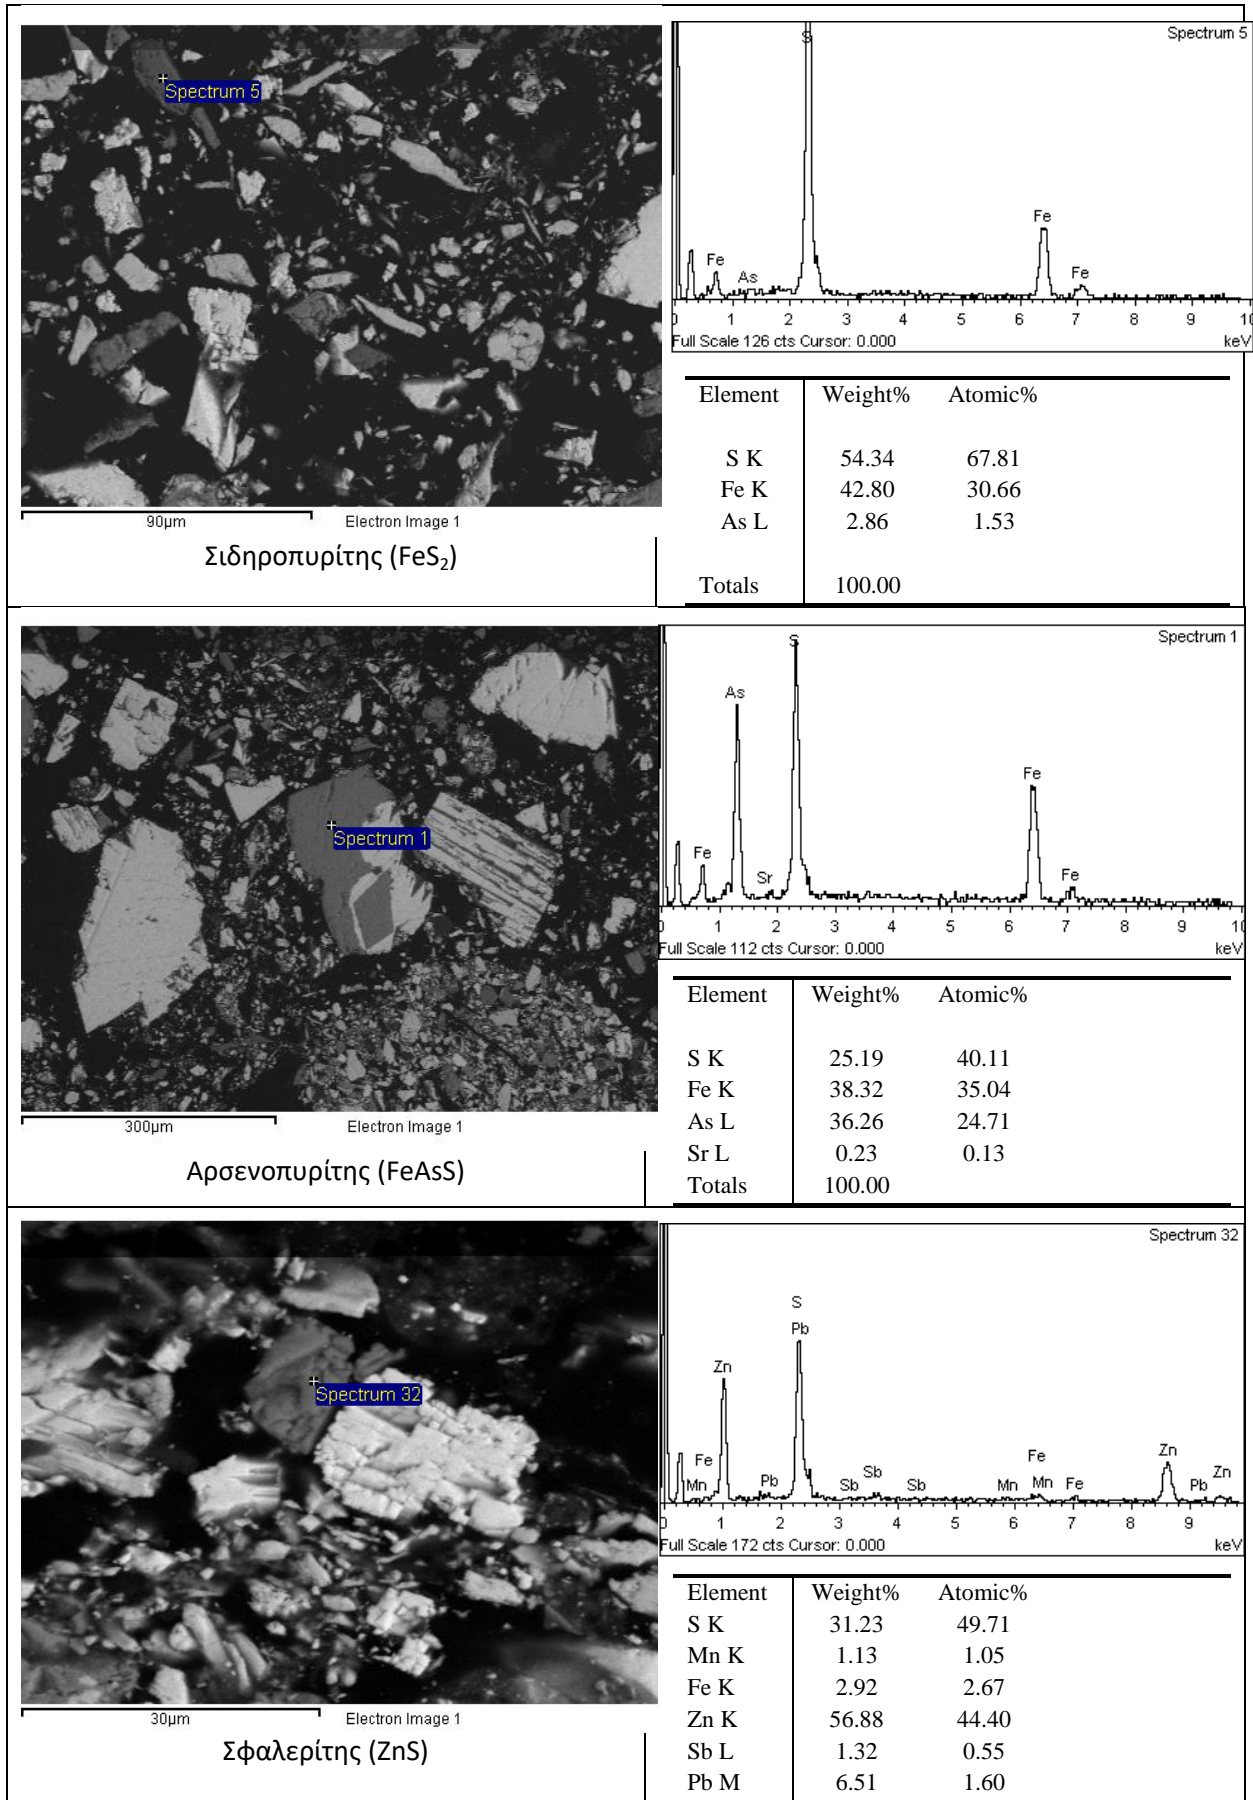 Spectrum 5
90µm
Electron Image 1
Σιδηροπυρίτης (FeS₂)
Spectrum 5
S
Fe
Fe
As
Fe
0 1 2 3 4 5 6 7 8 9 10
Full Scale 126 cts Cursor: 0.000 keV
Element Weight% Atomic%
S K 54.34 67.81
Fe K 42.80 30.66
As L 2.86 1.53
Totals 100.00
Spectrum 1
300µm
Electron Image 1
Αρσενοπυρίτης (FeAsS)
Spectrum 1
S
As
Fe
Fe
Sr
Fe
0 1 2 3 4 5 6 7 8 9 10
Full Scale 112 cts Cursor: 0.000 keV
Element Weight% Atomic%
S K 25.19 40.11
Fe K 38.32 35.04
As L 36.26 24.71
Sr L 0.23 0.13
Totals 100.00
Spectrum 32
30µm
Electron Image 1
Σφαλερίτης (ZnS)
Spectrum 32
S
Pb
Zn
Fe
Mn
Pb
Sb
Sb
Sb
Mn
Fe
Mn
Fe
Zn
Pb
Zn
0 1 2 3 4 5 6 7 8 9
Full Scale 172 cts Cursor: 0.000 keV
Element Weight% Atomic%
S K 31.23 49.71
Mn K 1.13 1.05
Fe K 2.92 2.67
Zn K 56.88 44.40
Sb L 1.32 0.55
Pb M 6.51 1.60